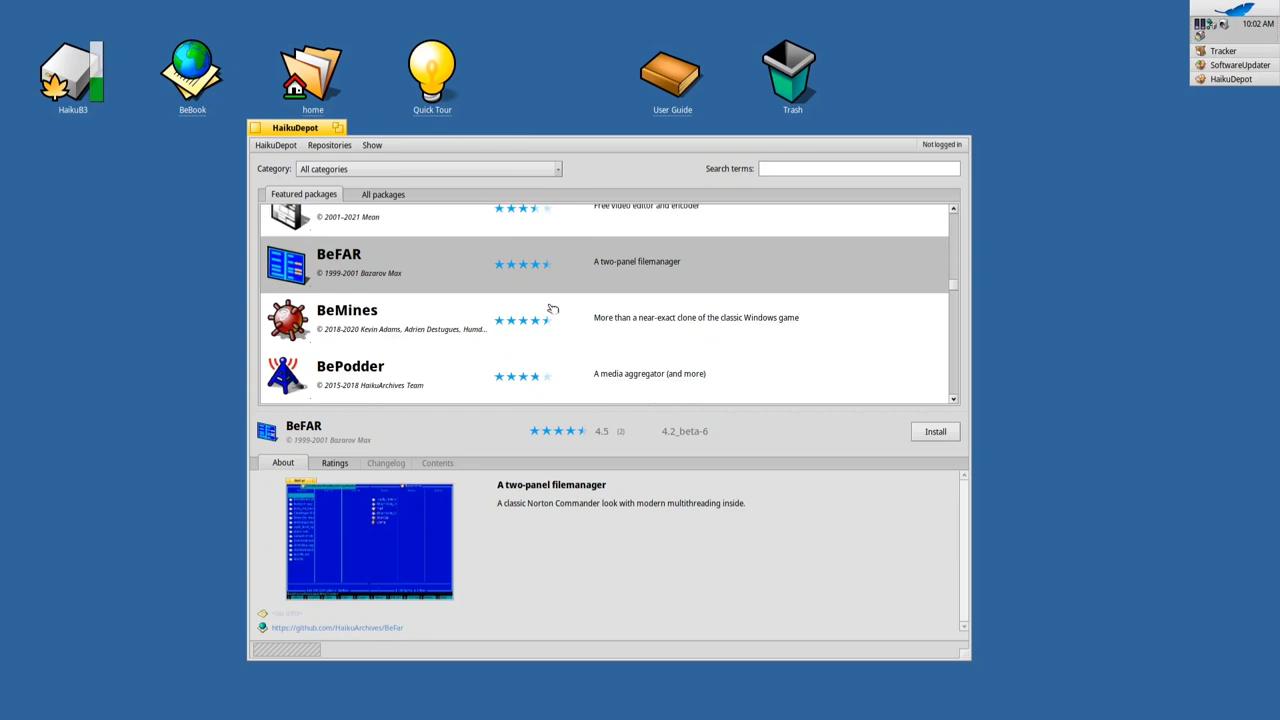 10:02 AM
Tracker
SoftwareUpdater
HaikuDepot
HaikuB3
BeBook
home
Quick Tour
User Guide
Trash
HaikuDepot
HaikuDepot Repositories Show Not logged in
Category: All categories Search terms:
Featured packages All packages
Free video editor and encoder
© 2001–2021 Mean
BeFAR
© 1999-2001 Bazarov Max
A two-panel filemanager
BeMines
© 2018-2020 Kevin Adams, Adrien Destugues, Humd...
More than a near-exact clone of the classic Windows game
BePodder
© 2015-2018 HaikuArchives Team
A media aggregator (and more)
BeFAR
© 1999-2001 Bazarov Max
4.5 (2) 4.2_beta-6 Install
About Ratings Changelog Contents
A two-panel filemanager
A classic Norton Commander look with modern multithreading inside.
<no info>
https://github.com/HaikuArchives/BeFar